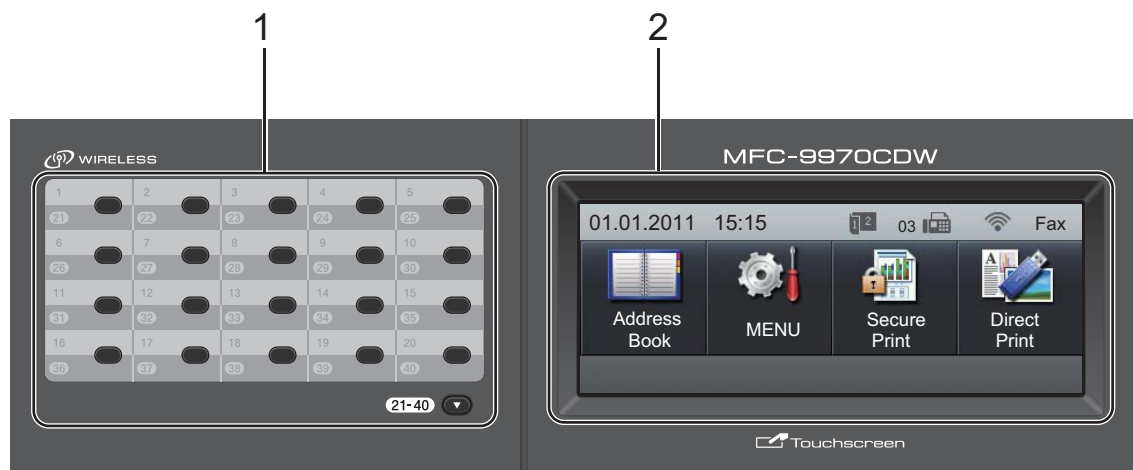 1
2
WIRELESS
MFC-9970CDW
1 2 3 4 5
21 22 23 24 25
6 7 8 9 10
26 27 28 29 30
11 12 13 14 15
31 32 33 34 35
16 17 18 19 20
36 37 38 39 40
21-40
01.01.2011 15:15 1 2 03 Fax
Address Book
MENU
Secure Print
Direct Print
Touchscreen